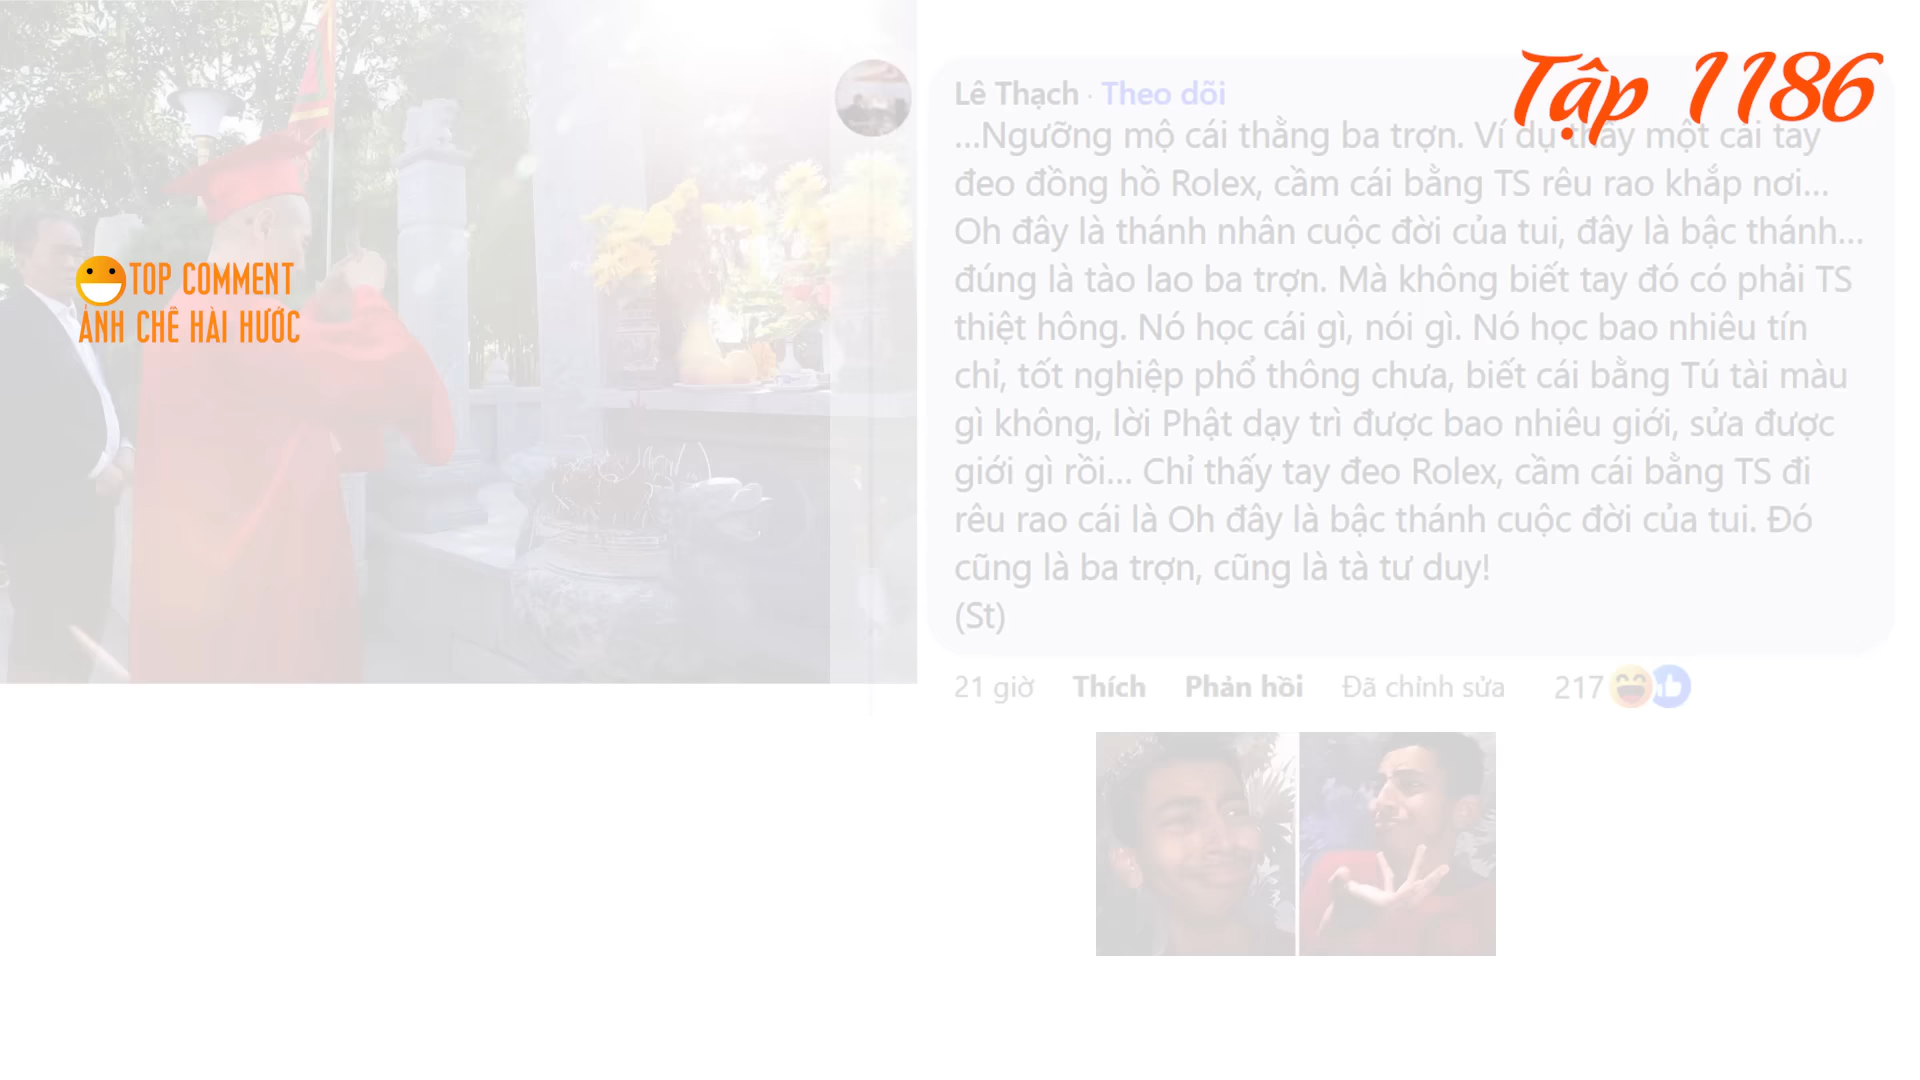 Tập 1186
Lê Thạch · Theo dõi
...Ngưỡng mộ cái thằng ba trợn. Ví dụ thấy một cái tay
đeo đồng hồ Rolex, cầm cái bằng TS rêu rao khắp nơi...
Oh đây là thánh nhân cuộc đời của tui, đây là bậc thánh...
đúng là tào lao ba trợn. Mà không biết tay đó có phải TS
thiệt hông. Nó học cái gì, nói gì. Nó học bao nhiêu tín
chỉ, tốt nghiệp phổ thông chưa, biết cái bằng Tú tài màu
gì không, lời Phật dạy trì được bao nhiêu giới, sửa được
giới gì rồi... Chỉ thấy tay đeo Rolex, cầm cái bằng TS đi
rêu rao cái là Oh đây là bậc thánh cuộc đời của tui. Đó
cũng là ba trợn, cũng là tà tư duy!
(St)
21 giờ Thích Phản hồi Đã chỉnh sửa 217
TOP COMMENT
ẢNH CHẾ HÀI HƯỚC